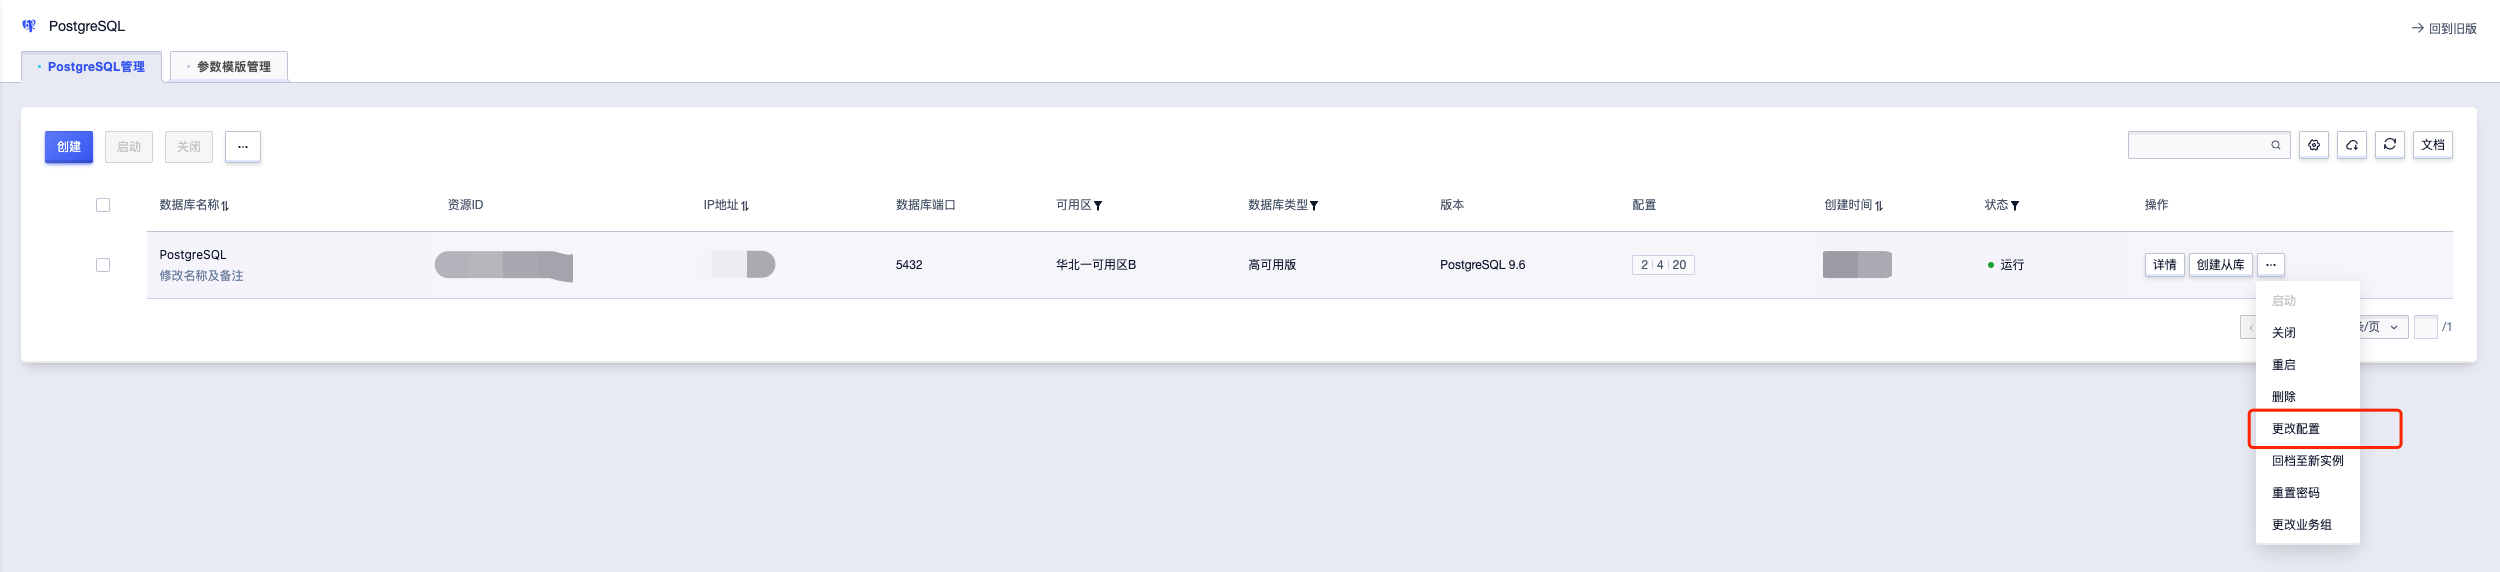 PostgreSQL
回到旧版
PostgreSQL管理
参数模版管理
创建
启动
关闭
...
文档
数据库名称
资源ID
IP地址
数据库端口
可用区
数据库类型
版本
配置
创建时间
状态
操作
PostgreSQL
修改名称及备注
5432
华北一可用区B
高可用版
PostgreSQL 9.6
2 | 4 | 20
运行
详情
创建从库
...
启动
关闭
重启
删除
更改配置
回档至新实例
重置密码
更改业务组
/页
/1